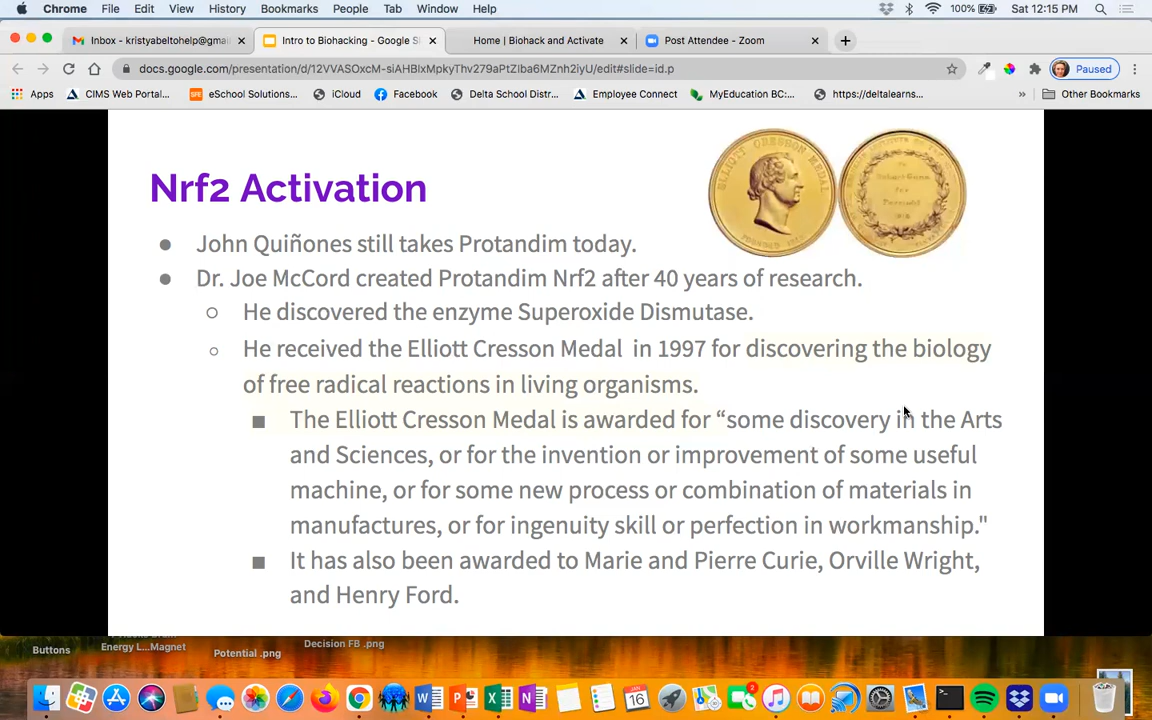 Chrome File Edit View History Bookmarks People Tab Window Help 100% Sat 12:15 PM
Inbox - kristyabeltohelp@gmai Intro to Biohacking - Google Sl Home | Biohack and Activate Post Attendee - Zoom
docs.google.com/presentation/d/12VVASOxcM-siAHBIxMpkyThv279aPtZIba6MZnh2iyU/edit#slide=id.p Paused
Apps CIMS Web Portal... SFE eSchool Solutions... iCloud Facebook Delta School Distr... Employee Connect MyEducation BC:... https://deltalearns... » Other Bookmarks
ELLIOTT CRESSON MEDAL
Nrf2 Activation
● John Quiñones still takes Protandim today.
● Dr. Joe McCord created Protandim Nrf2 after 40 years of research.
○ He discovered the enzyme Superoxide Dismutase.
○ He received the Elliott Cresson Medal in 1997 for discovering the biology
of free radical reactions in living organisms.
■ The Elliott Cresson Medal is awarded for “some discovery in the Arts
and Sciences, or for the invention or improvement of some useful
machine, or for some new process or combination of materials in
manufactures, or for ingenuity skill or perfection in workmanship."
■ It has also been awarded to Marie and Pierre Curie, Orville Wright,
and Henry Ford.
Buttons Energy L...Magnet Potential .png Decision FB .png
JAN
16
2